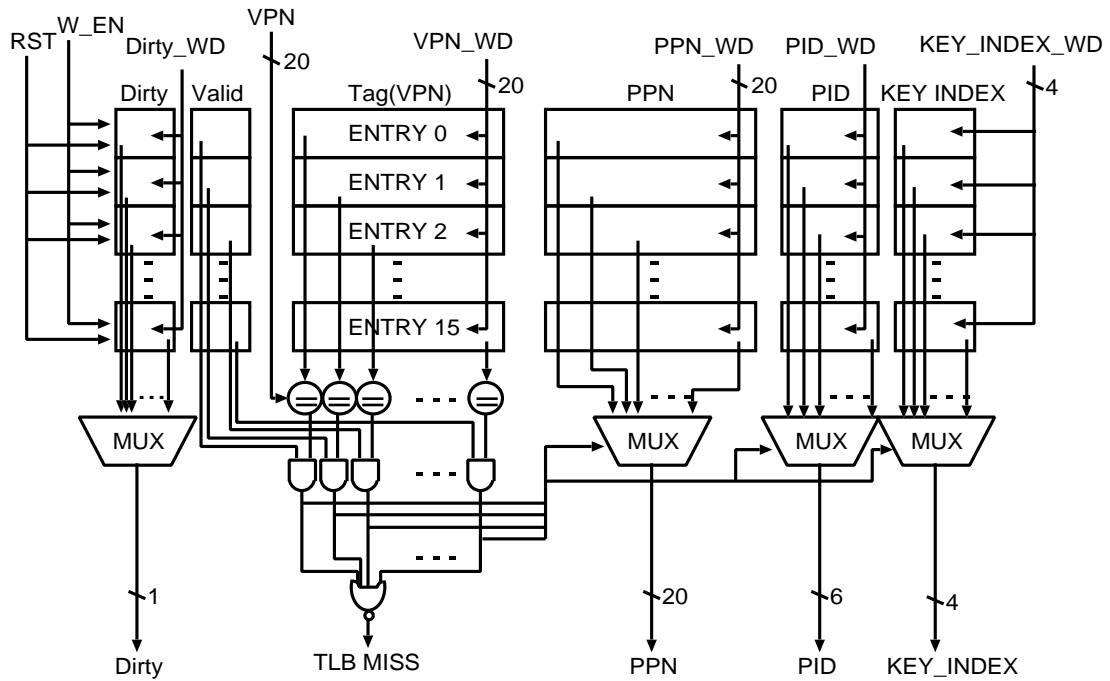 VPN
W_EN
RST
Dirty_WD
VPN_WD
PPN_WD
PID_WD
KEY_INDEX_WD
20
20
20
4
Dirty
Valid
Tag(VPN)
PPN
PID
KEY INDEX
ENTRY 0
ENTRY 1
ENTRY 2
ENTRY 15
MUX
MUX
MUX
MUX
1
20
6
4
Dirty
TLB MISS
PPN
PID
KEY_INDEX